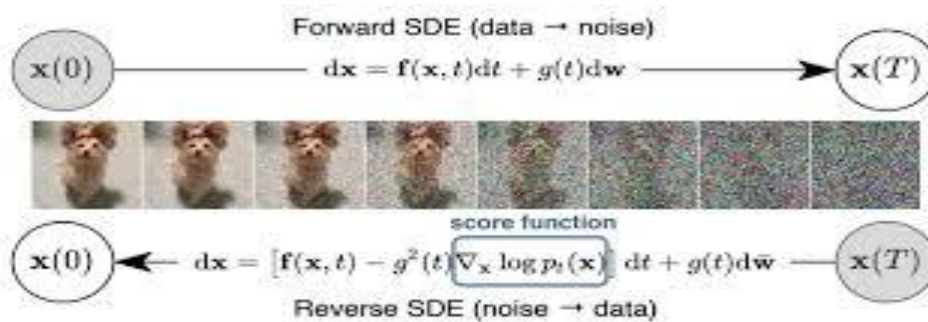 Forward SDE (data → noise)
x(0) dx = f(x, t)dt + g(t)dw x(T)
score function
x(0) dx = [f(x, t) − g²(t)∇ₓ log pₜ(x)] dt + g(t)dw̄ x(T)
Reverse SDE (noise → data)